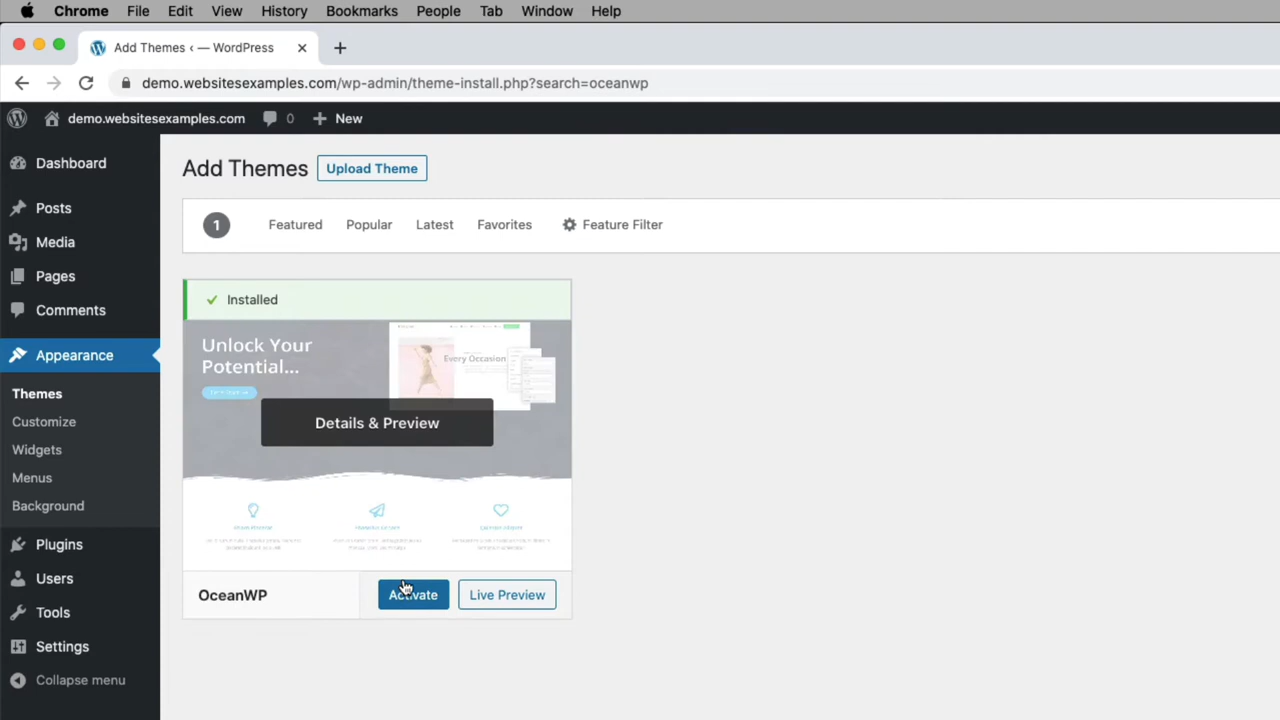 Chrome File Edit View History Bookmarks People Tab Window Help
Add Themes ‹ — WordPress
demo.websitesexamples.com/wp-admin/theme-install.php?search=oceanwp
demo.websitesexamples.com 0 New
Dashboard
Posts
Media
Pages
Comments
Appearance
Themes
Customize
Widgets
Menus
Background
Plugins
Users
Tools
Settings
Collapse menu
Add Themes Upload Theme
1 Featured Popular Latest Favorites Feature Filter
Installed
Unlock Your
Potential...
Every Occasion
Details & Preview
OceanWP Activate Live Preview